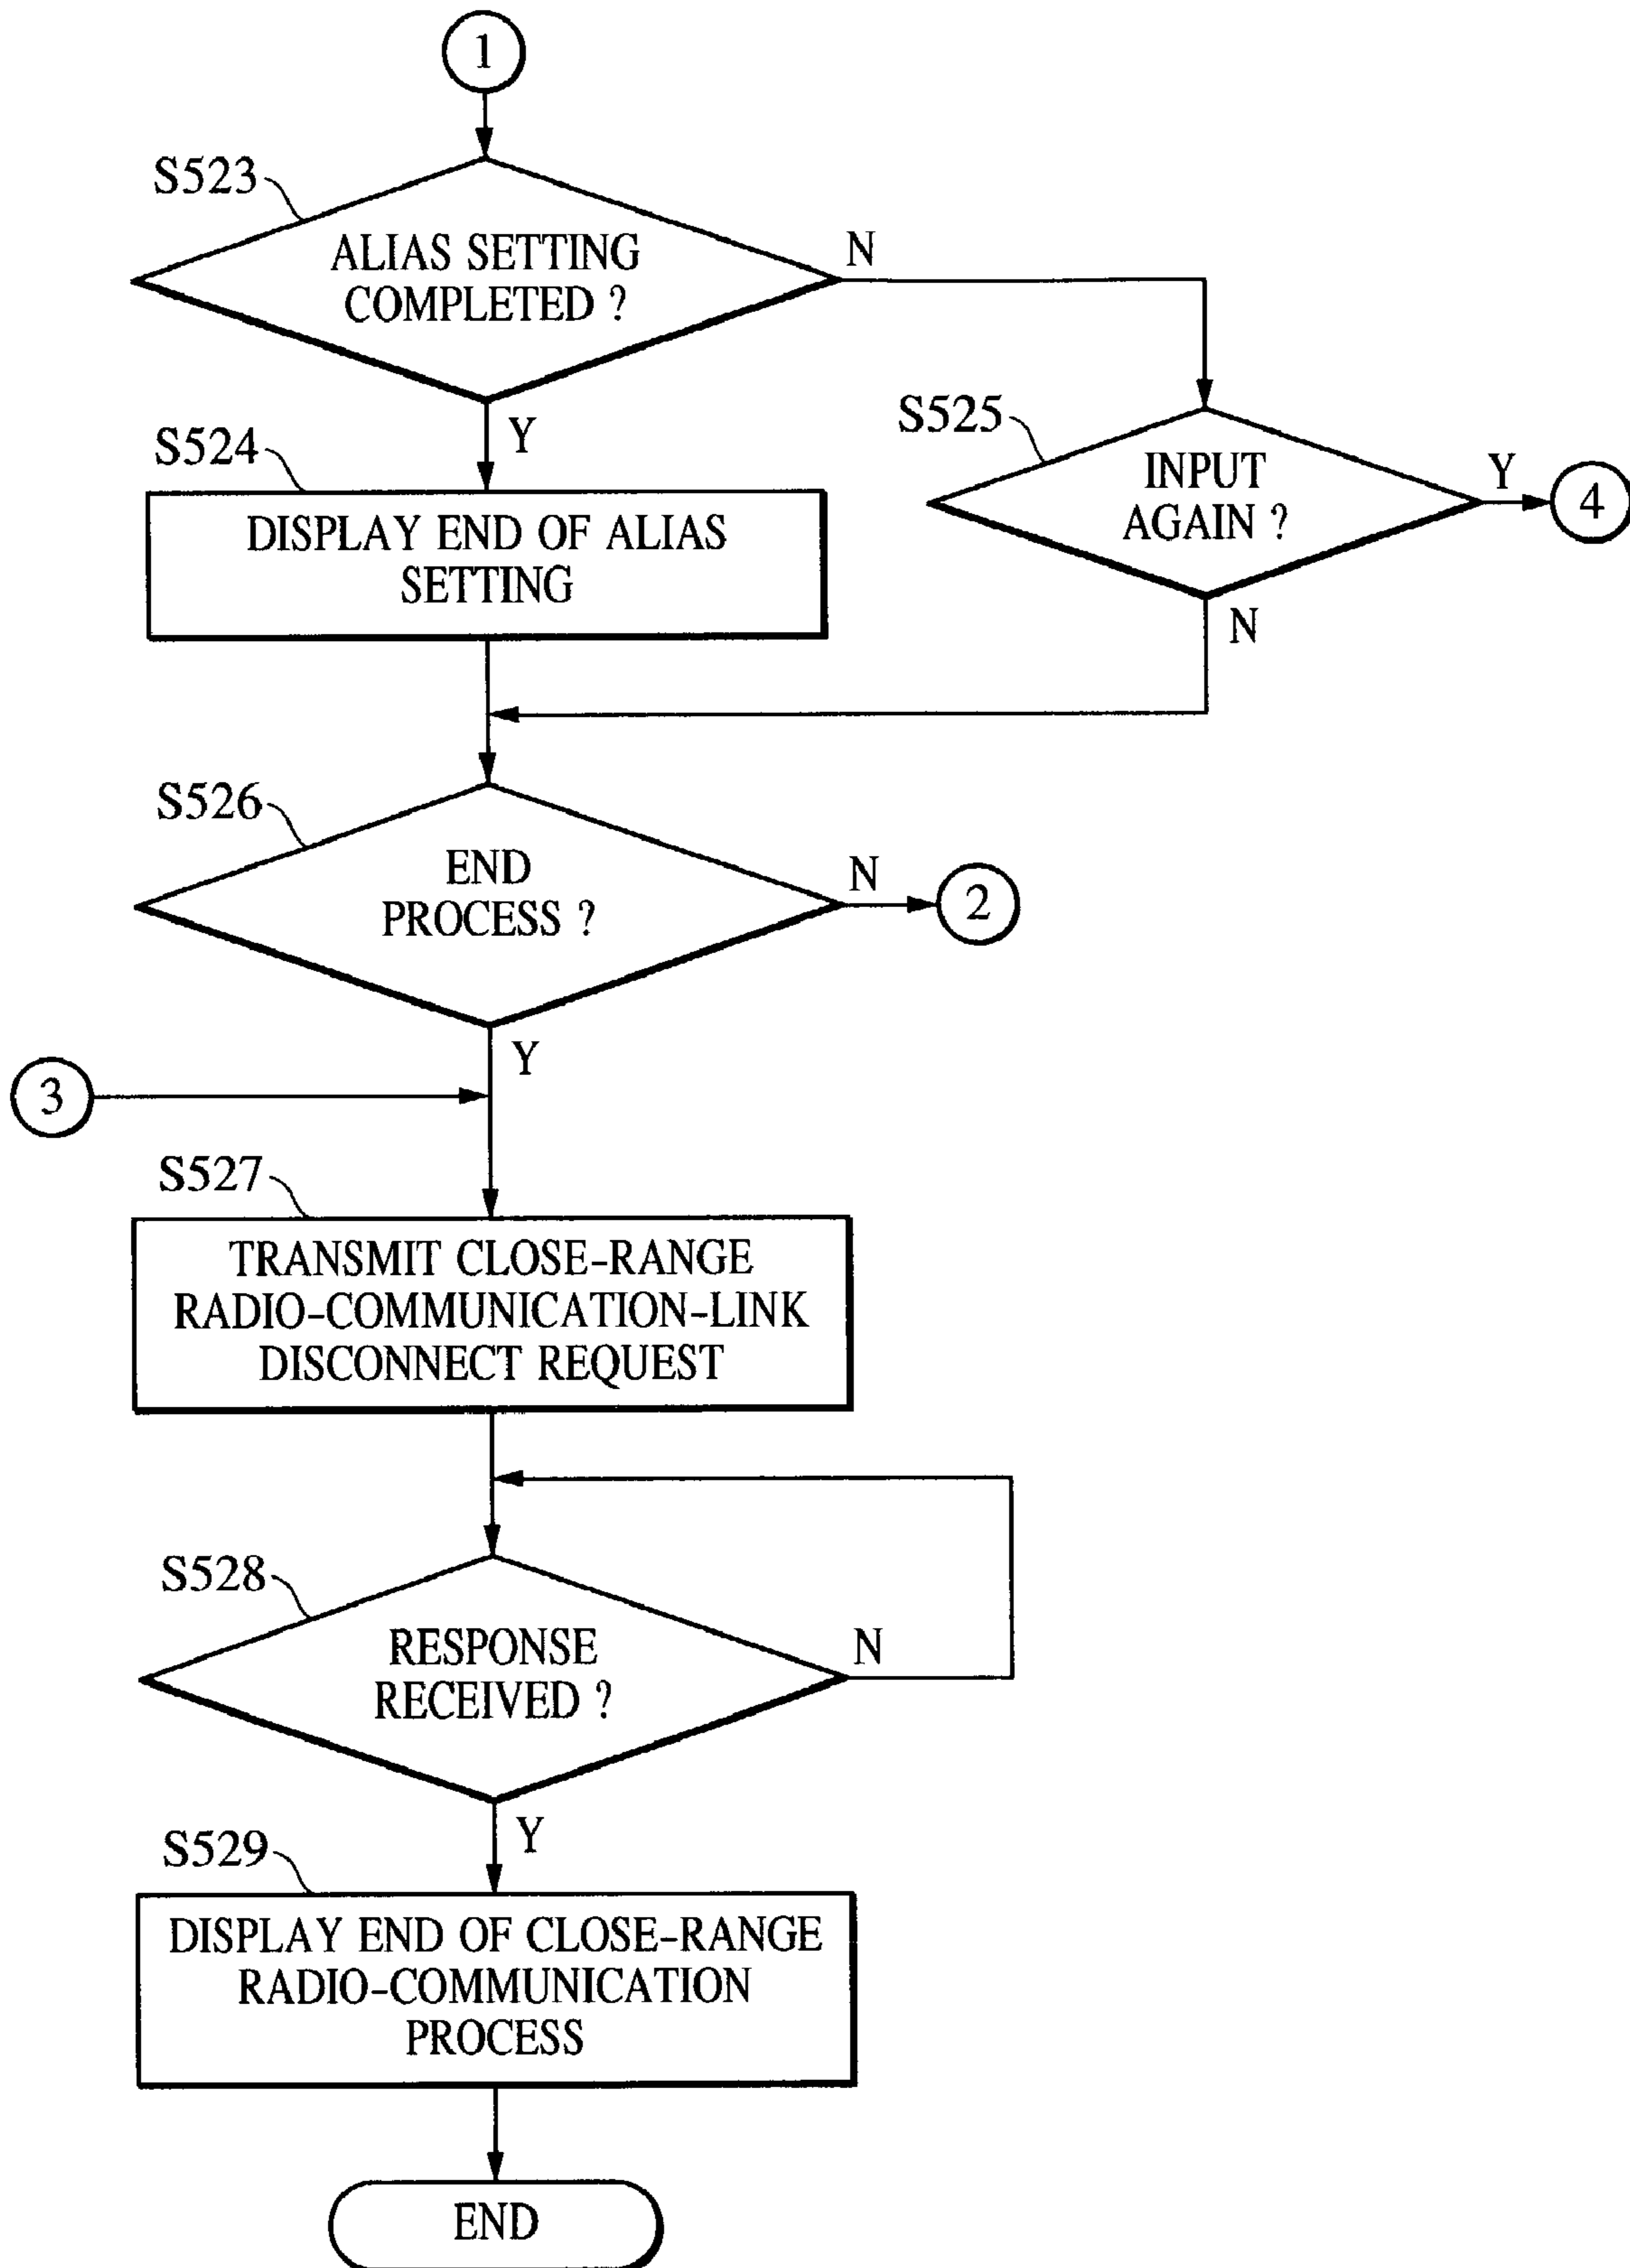 1
S523
ALIAS SETTING
COMPLETED ?
N
Y
S524
DISPLAY END OF ALIAS
SETTING
S525
INPUT
AGAIN ?
Y
4
N
S526
END
PROCESS ?
N
2
Y
3
S527
TRANSMIT CLOSE-RANGE
RADIO-COMMUNICATION-LINK
DISCONNECT REQUEST
S528
RESPONSE
RECEIVED ?
N
Y
S529
DISPLAY END OF CLOSE-RANGE
RADIO-COMMUNICATION
PROCESS
END